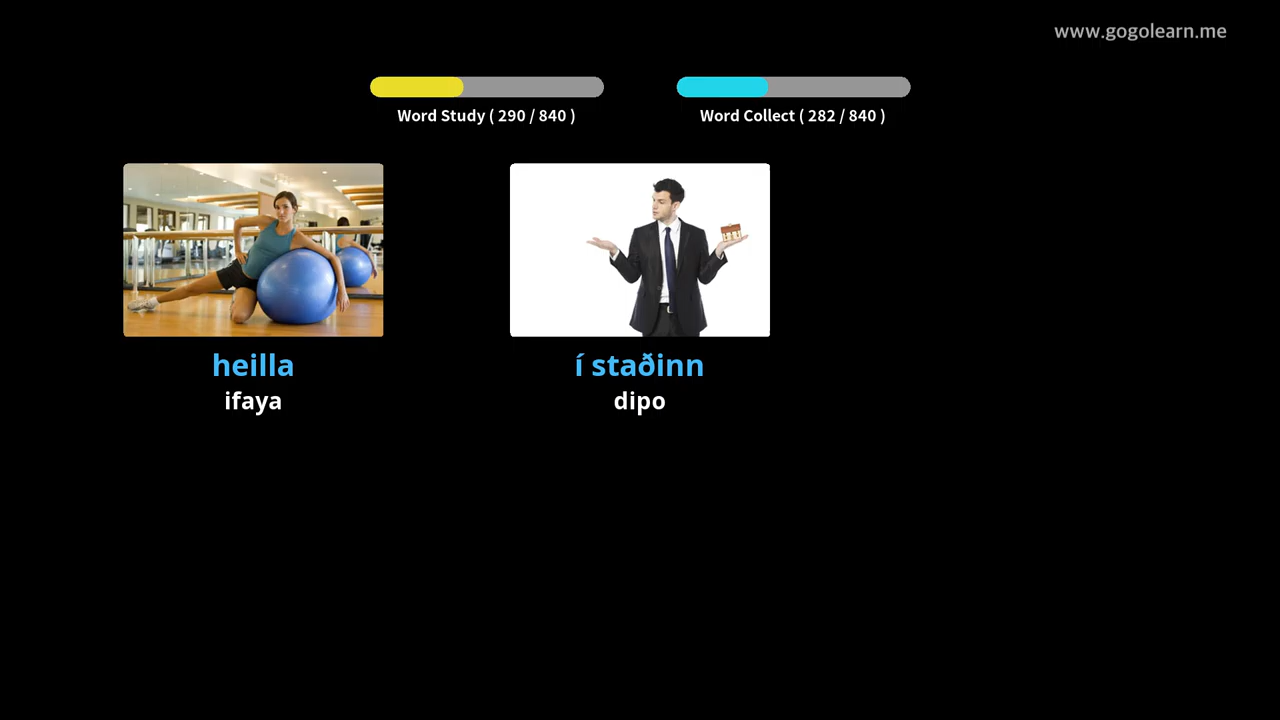 www.gogolearn.me
Word Study ( 290 / 840 )
Word Collect ( 282 / 840 )
heilla
ifaya
í staðinn
dipo